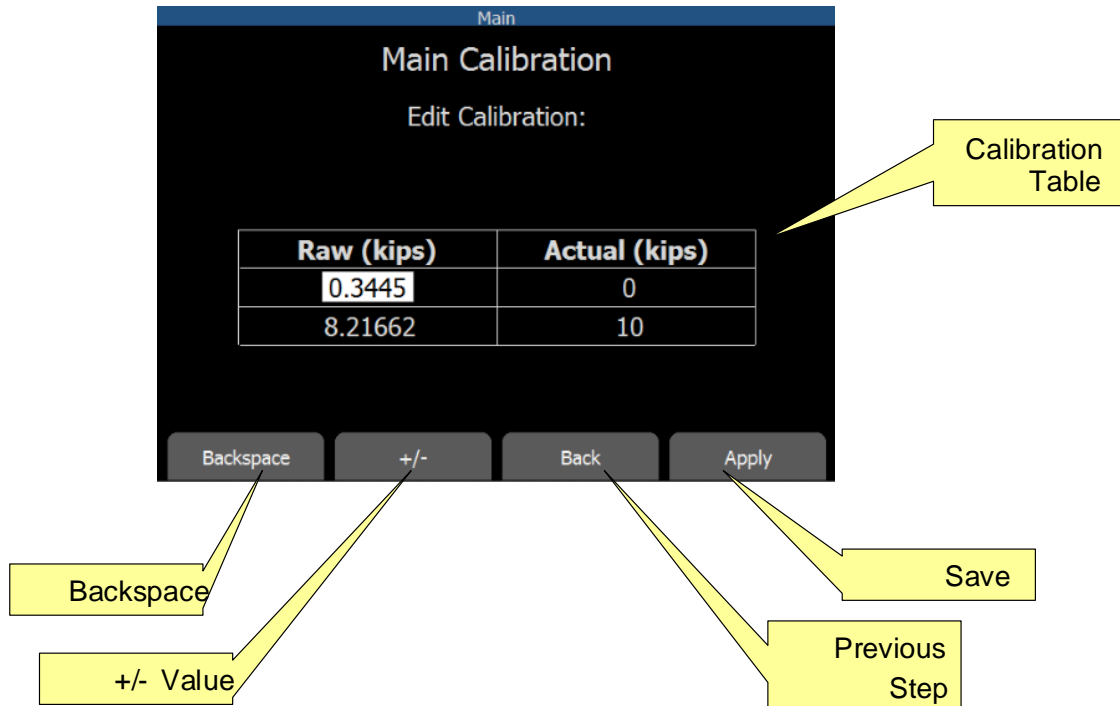 Main
Main Calibration
Edit Calibration:
Calibration
Table
Raw (kips) Actual (kips)
0.3445 0
8.21662 10
Backspace +/- Back Apply
Save
Backspace
Previous
Step
+/- Value